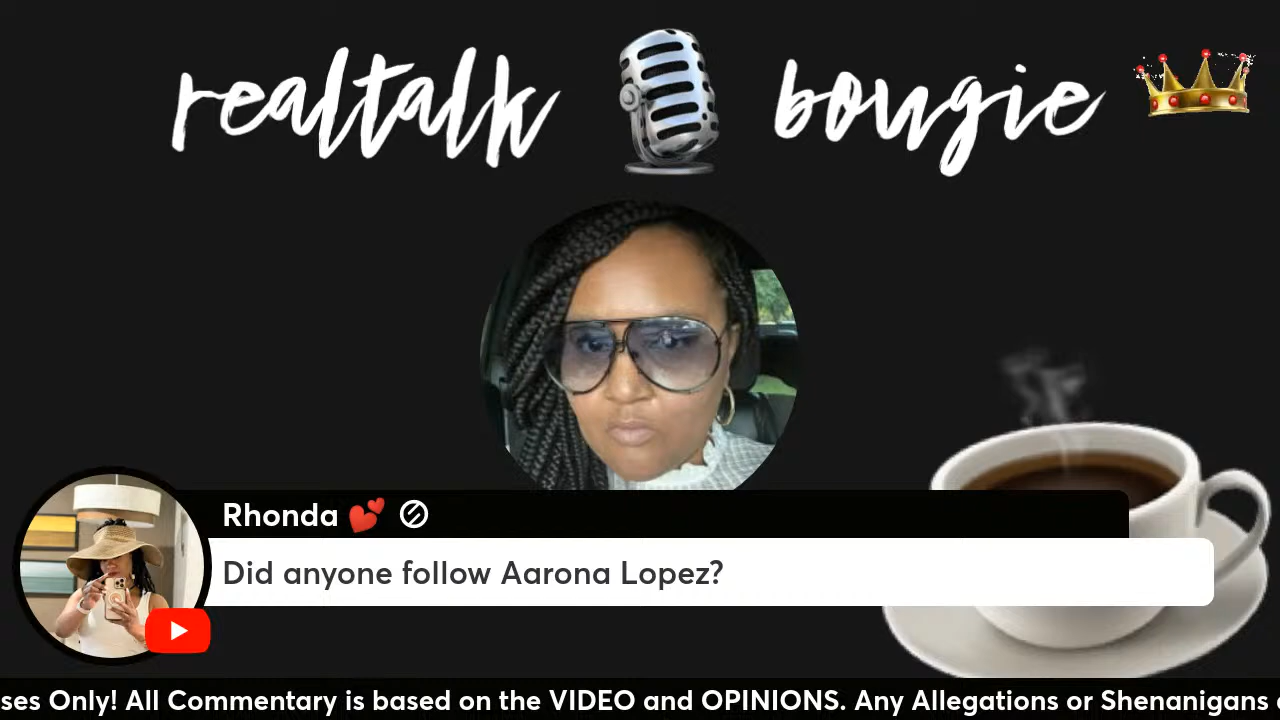 realtalk bougie
Rhonda 💕
Did anyone follow Aarona Lopez?
ses Only! All Commentary is based on the VIDEO and OPINIONS. Any Allegations or Shenanigans